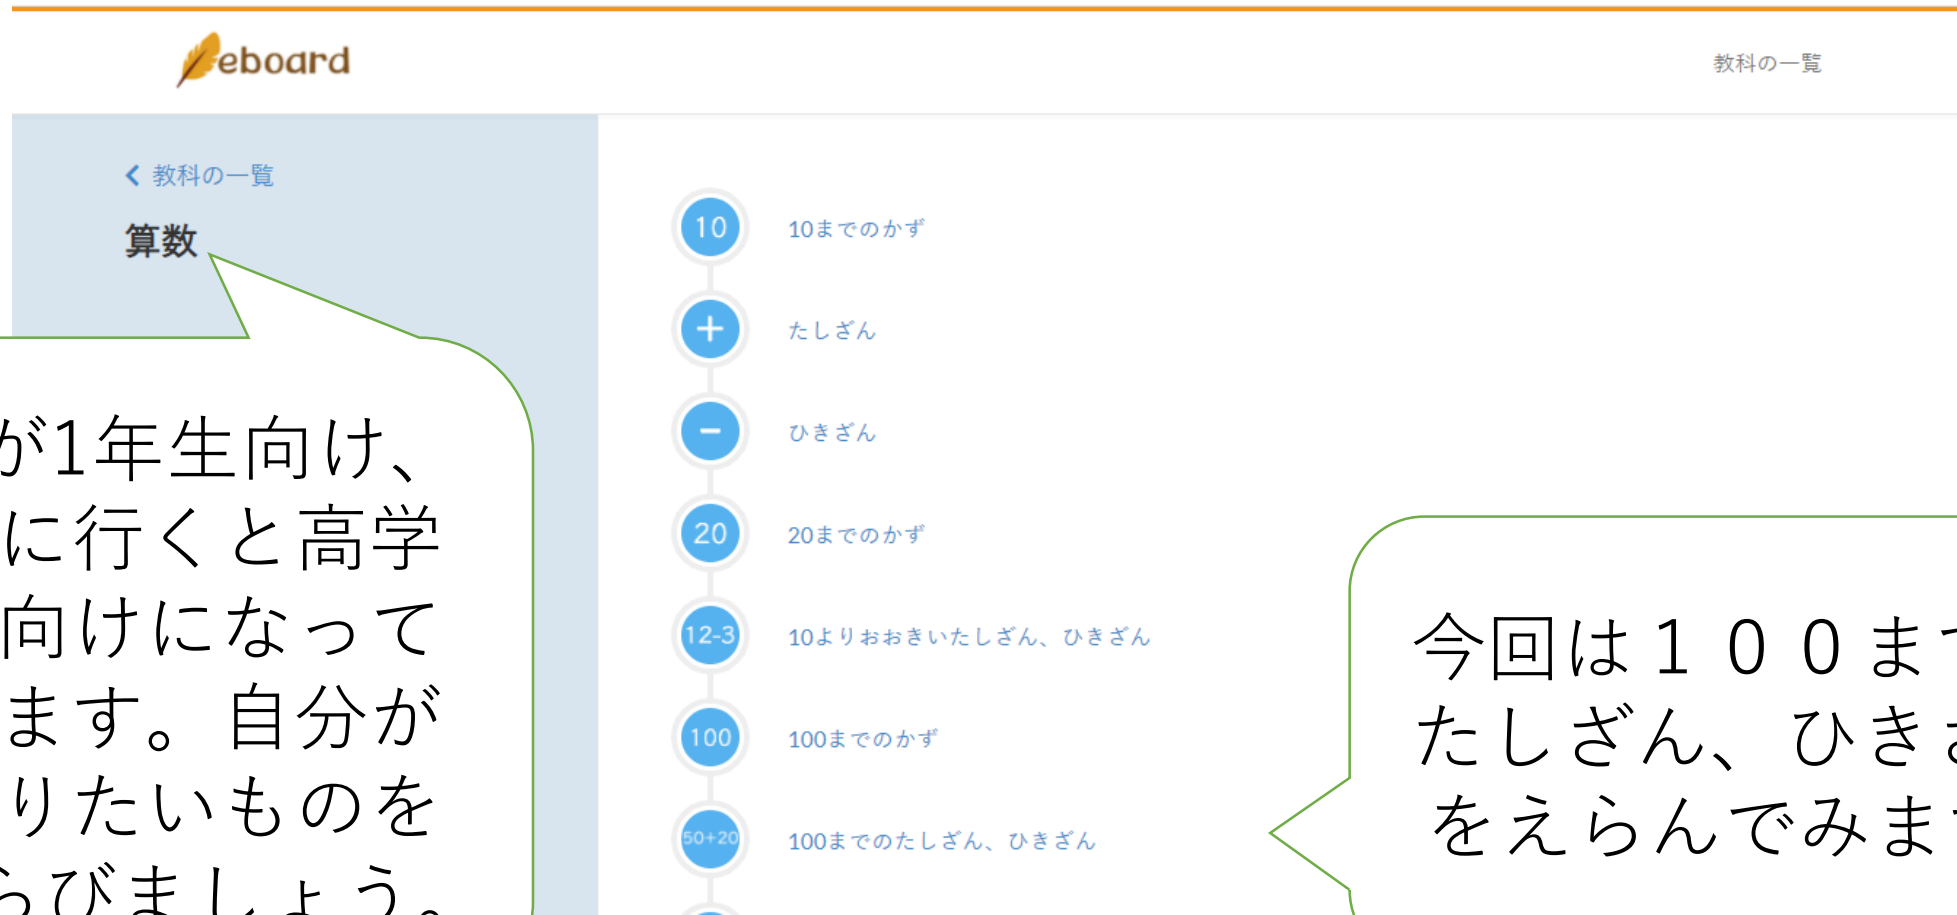 eboard
教科の一覧
教科の一覧
算数
10
10までのかず
+
たしざん
-
ひきざん
20
20までのかず
12-3
10よりおおきいたしざん、ひきざん
100
100までのかず
50+20
100までのたしざん、ひきざん
が1年生向け、
に行くと高学
向けになって
ます。自分が
りたいものを
らびましょう。
今回は１００ま
たしざん、ひき
をえらんでみま